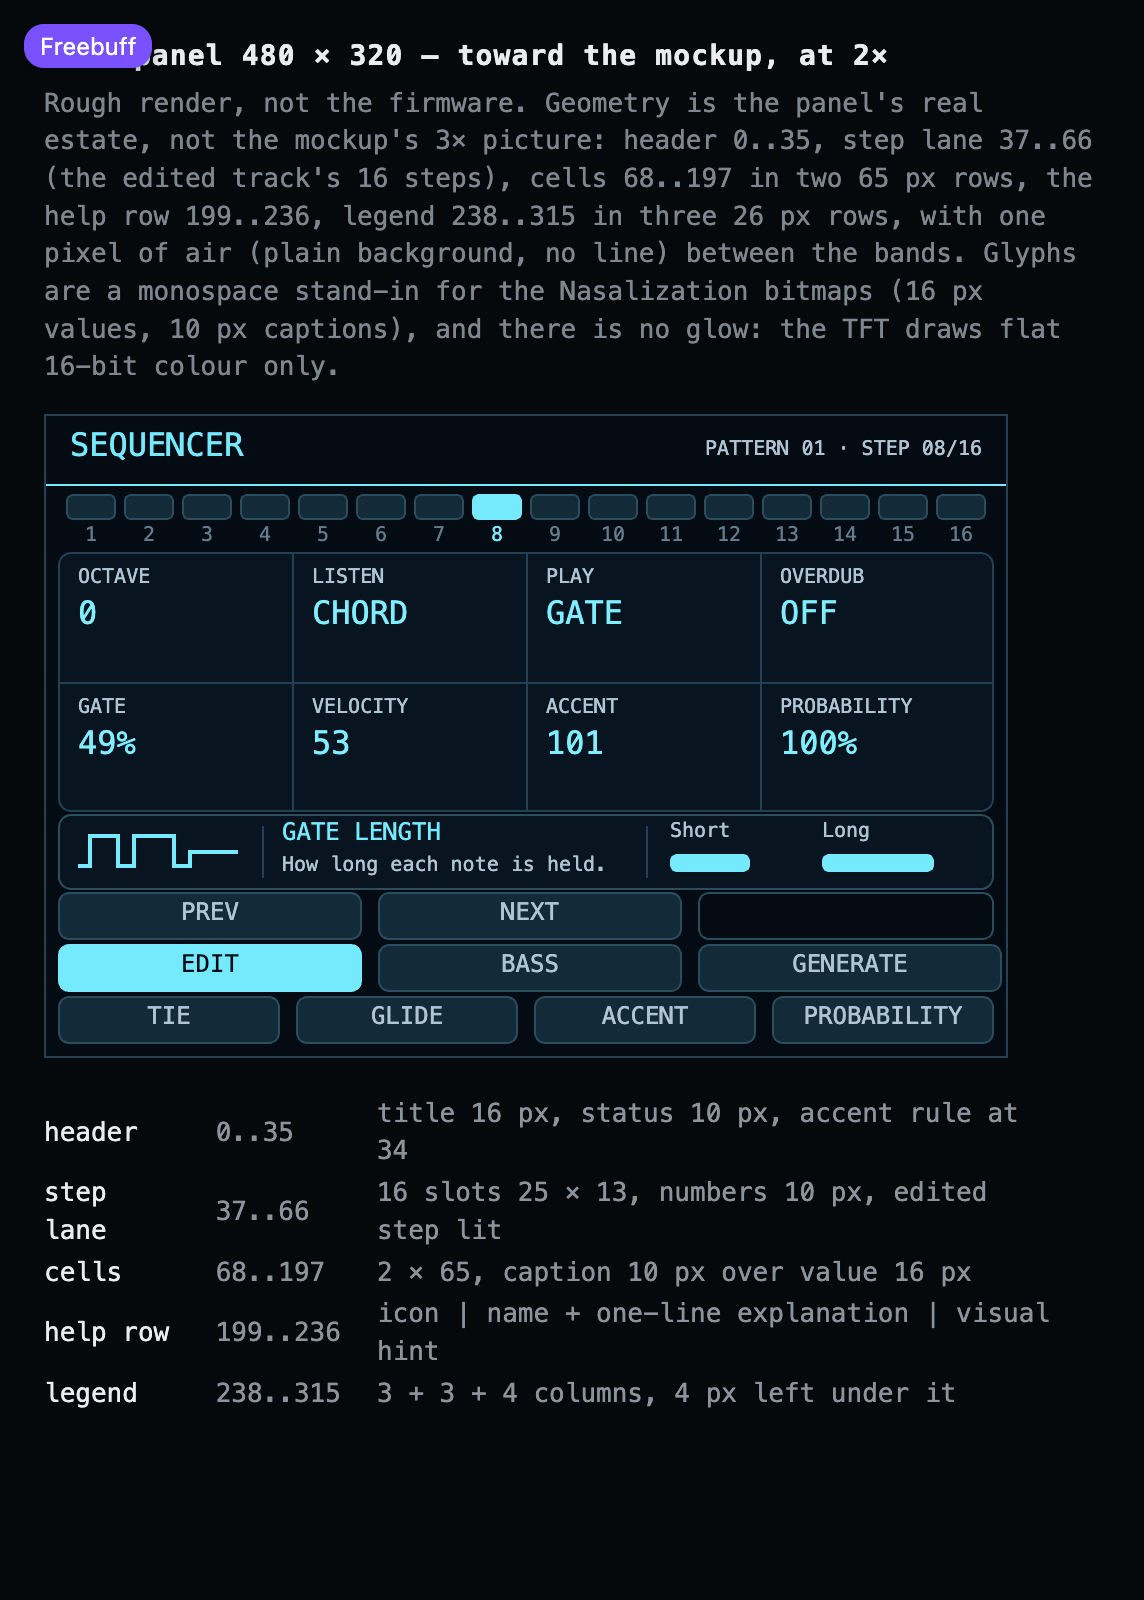 Freebuff
panel 480 × 320 — toward the mockup, at 2×
Rough render, not the firmware. Geometry is the panel's real
estate, not the mockup's 3× picture: header 0..35, step lane 37..66
(the edited track's 16 steps), cells 68..197 in two 65 px rows, the
help row 199..236, legend 238..315 in three 26 px rows, with one
pixel of air (plain background, no line) between the bands. Glyphs
are a monospace stand-in for the Nasalization bitmaps (16 px
values, 10 px captions), and there is no glow: the TFT draws flat
16-bit colour only.
SEQUENCER
PATTERN 01 · STEP 08/16
1 2 3 4 5 6 7 8 9 10 11 12 13 14 15 16
OCTAVE LISTEN PLAY OVERDUB
0 CHORD GATE OFF
GATE VELOCITY ACCENT PROBABILITY
49% 53 101 100%
GATE LENGTH Short Long
How long each note is held.
PREV NEXT
EDIT BASS GENERATE
TIE GLIDE ACCENT PROBABILITY
header 0..35 title 16 px, status 10 px, accent rule at
34
step lane 37..66 16 slots 25 × 13, numbers 10 px, edited
step lit
cells 68..197 2 × 65, caption 10 px over value 16 px
help row 199..236 icon | name + one-line explanation | visual
hint
legend 238..315 3 + 3 + 4 columns, 4 px left under it